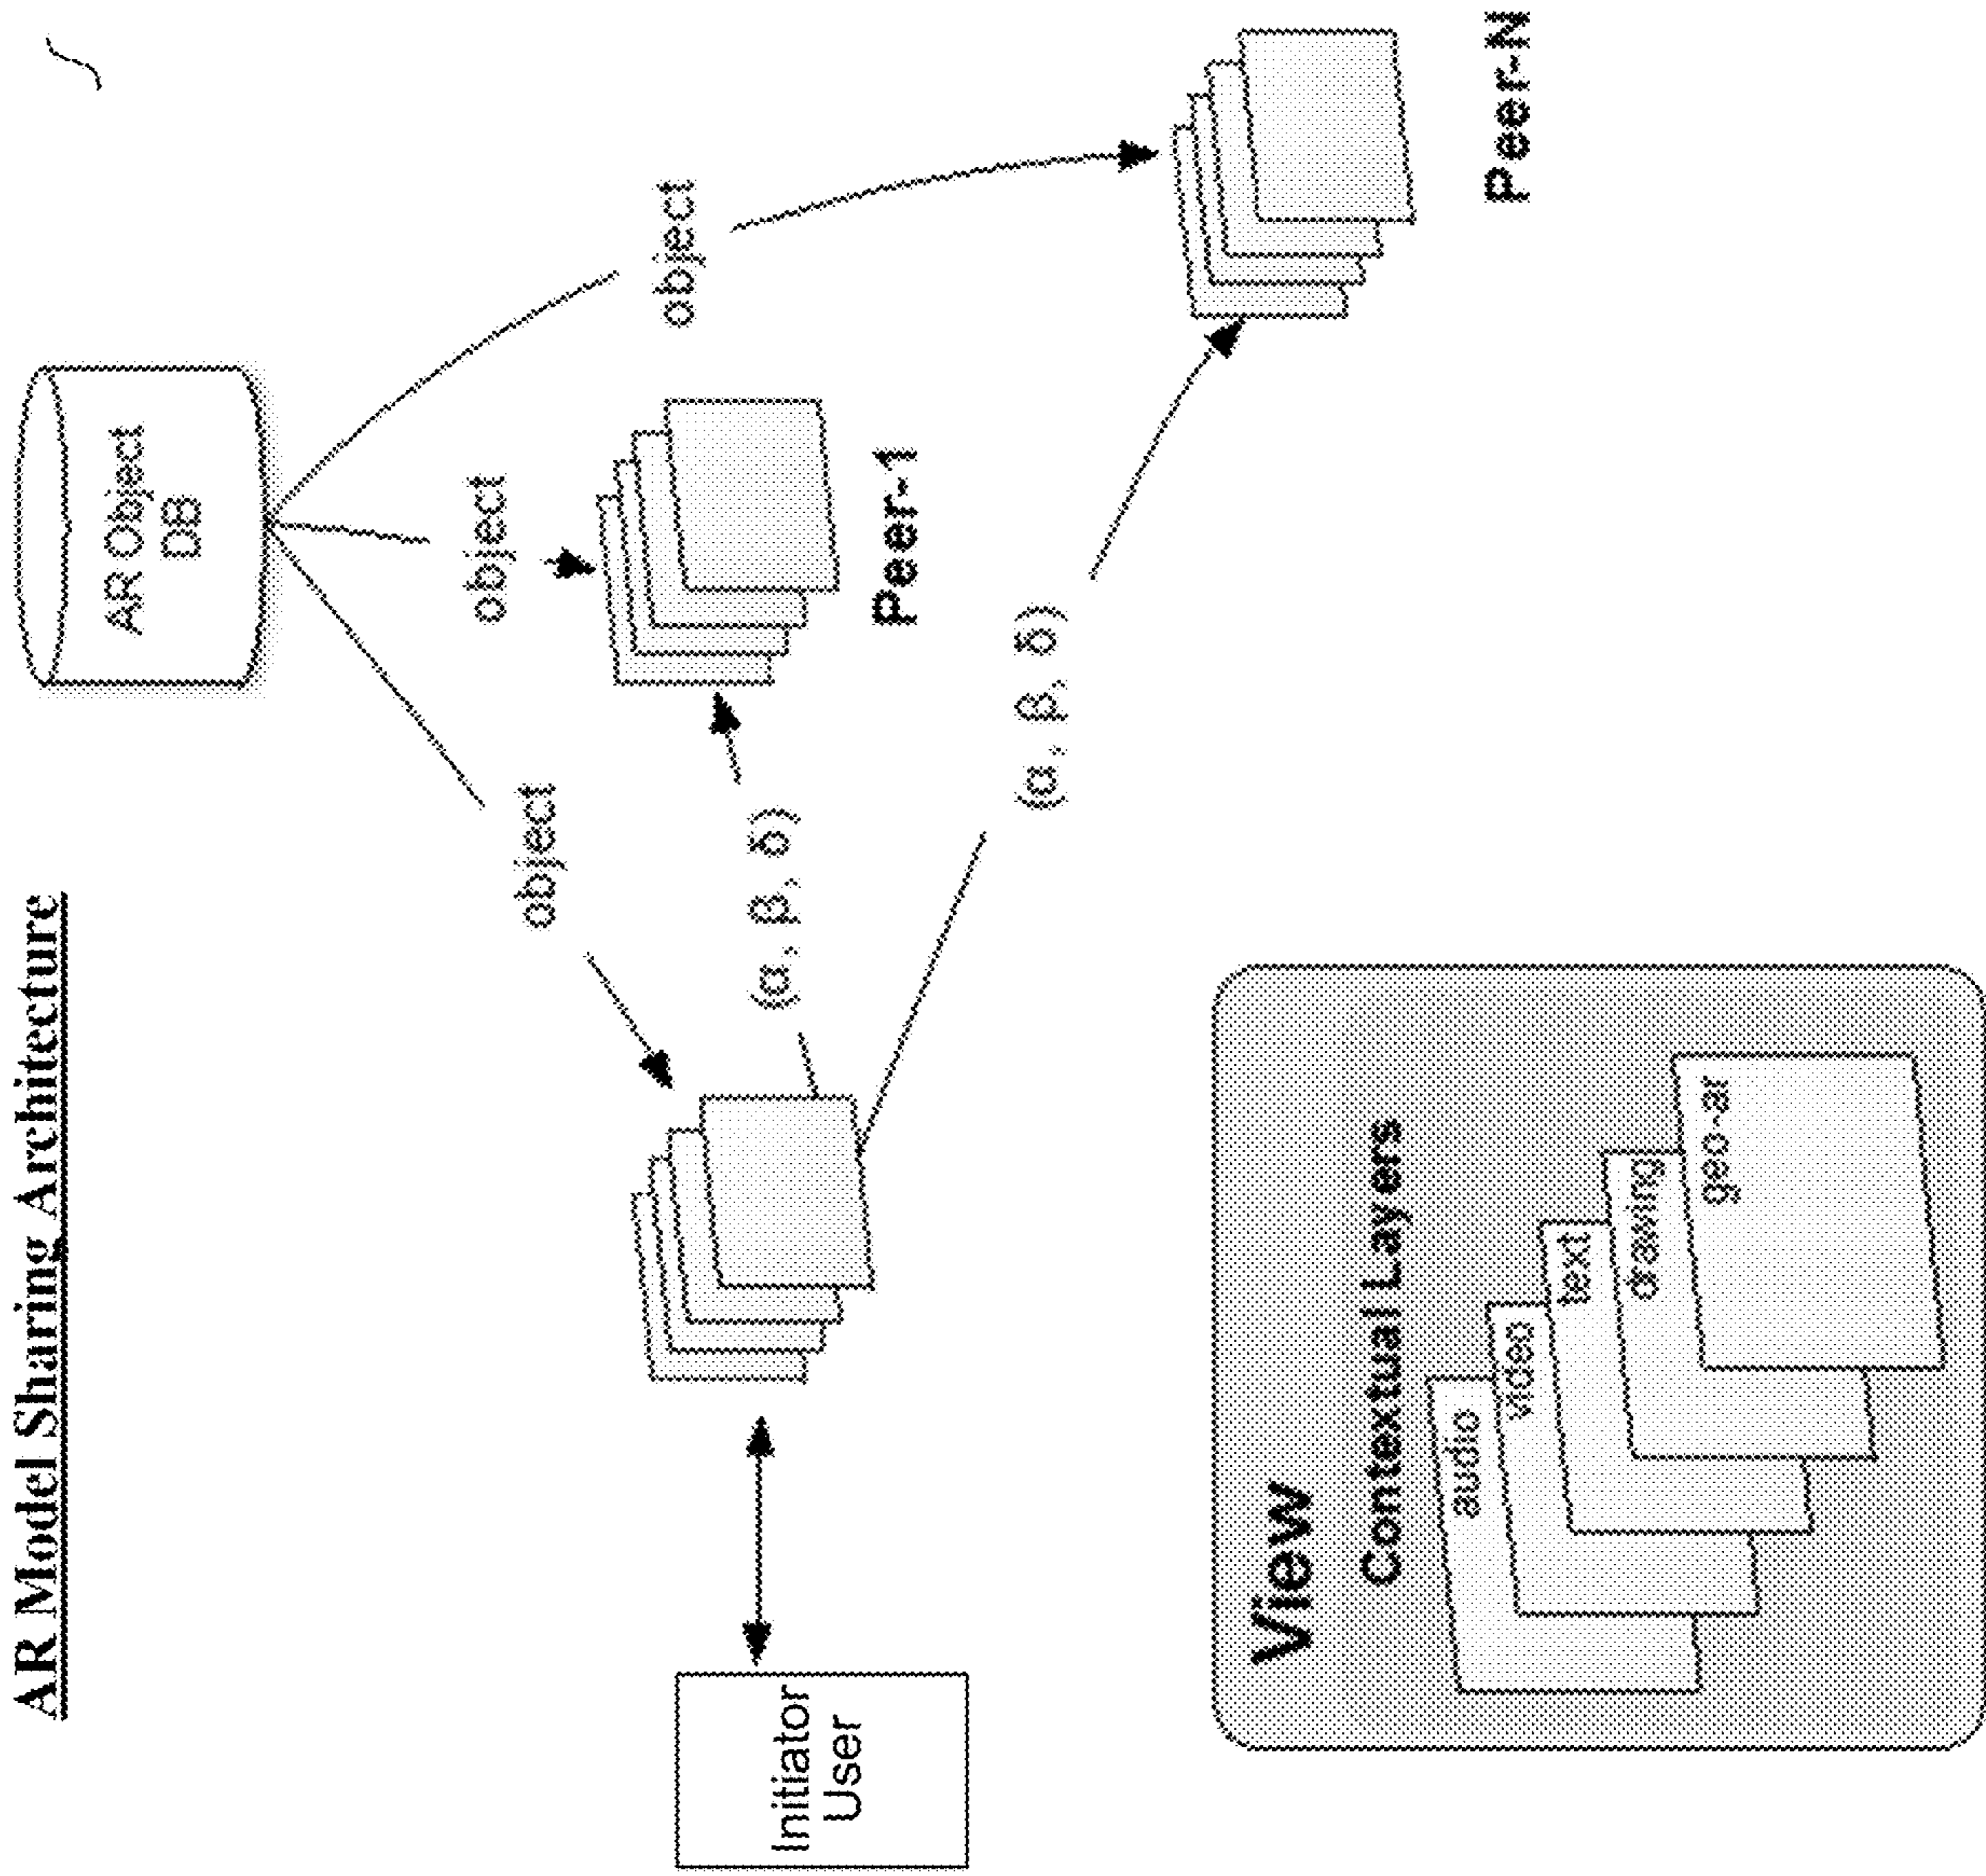 AR Model Sharing Architecture
AR Object
DB
object
object
object
Initiator
User
(α, β, δ)
Peer-1
(α, β, δ)
Peer-N
View
Contextual Layers
audio
video
text
drawing
geo-ar